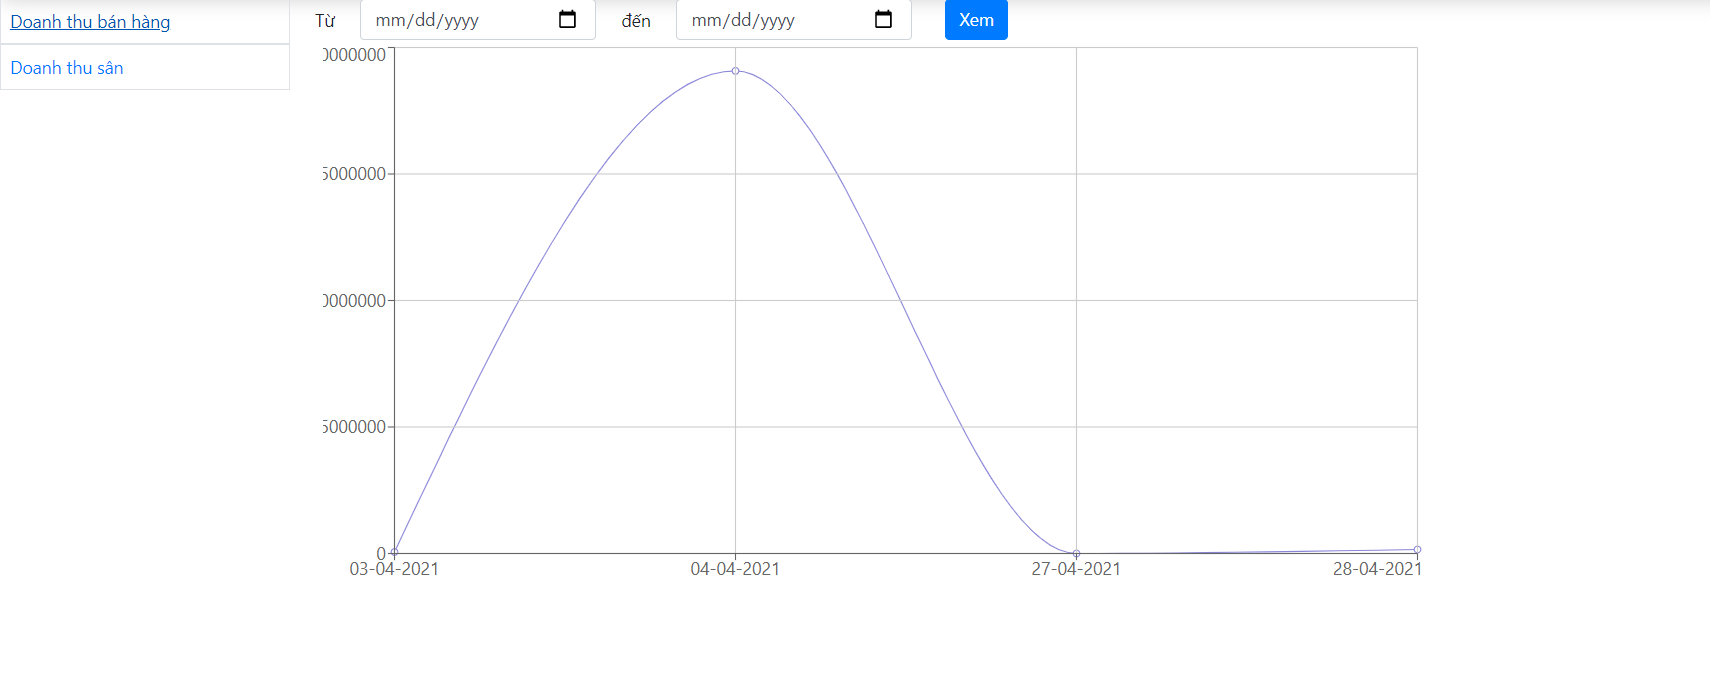 Doanh thu bán hàng
Doanh thu sân
Từ mm/dd/yyyy đến mm/dd/yyyy Xem
0000000
5000000
0000000
5000000
0
03-04-2021 04-04-2021 27-04-2021 28-04-2021